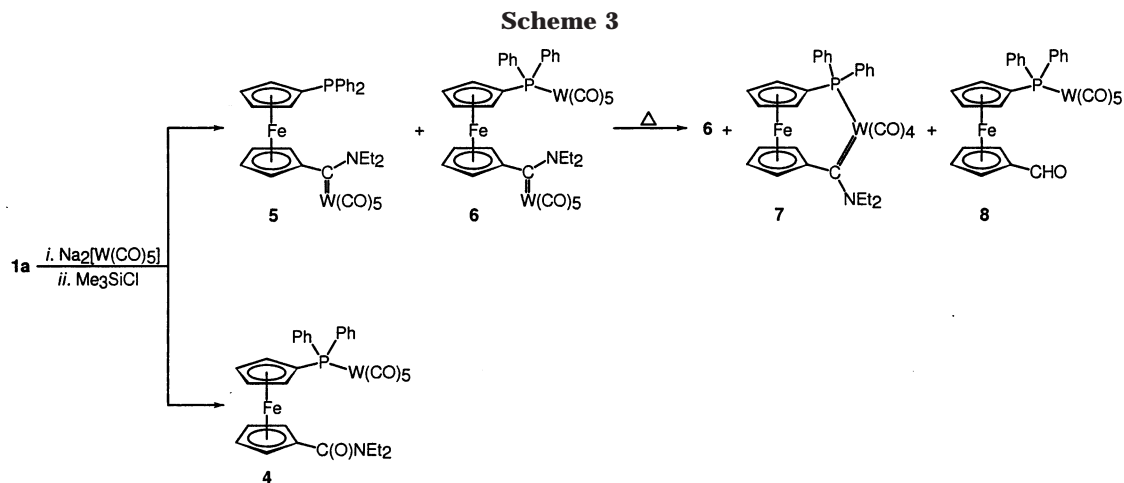 Scheme 3
Ph Ph
PPh2
P W(CO)5
Fe
C NEt2
W(CO)5
5
+
Fe
C NEt2
W(CO)5
6
Δ
6 +
Ph
P Ph
Fe
W(CO)4
C
NEt2
7
+
Ph Ph
P W(CO)5
Fe
CHO
8
1a
i. Na2[W(CO)5]
ii. Me3SiCl
Ph Ph
P W(CO)5
Fe
C(O)NEt2
4